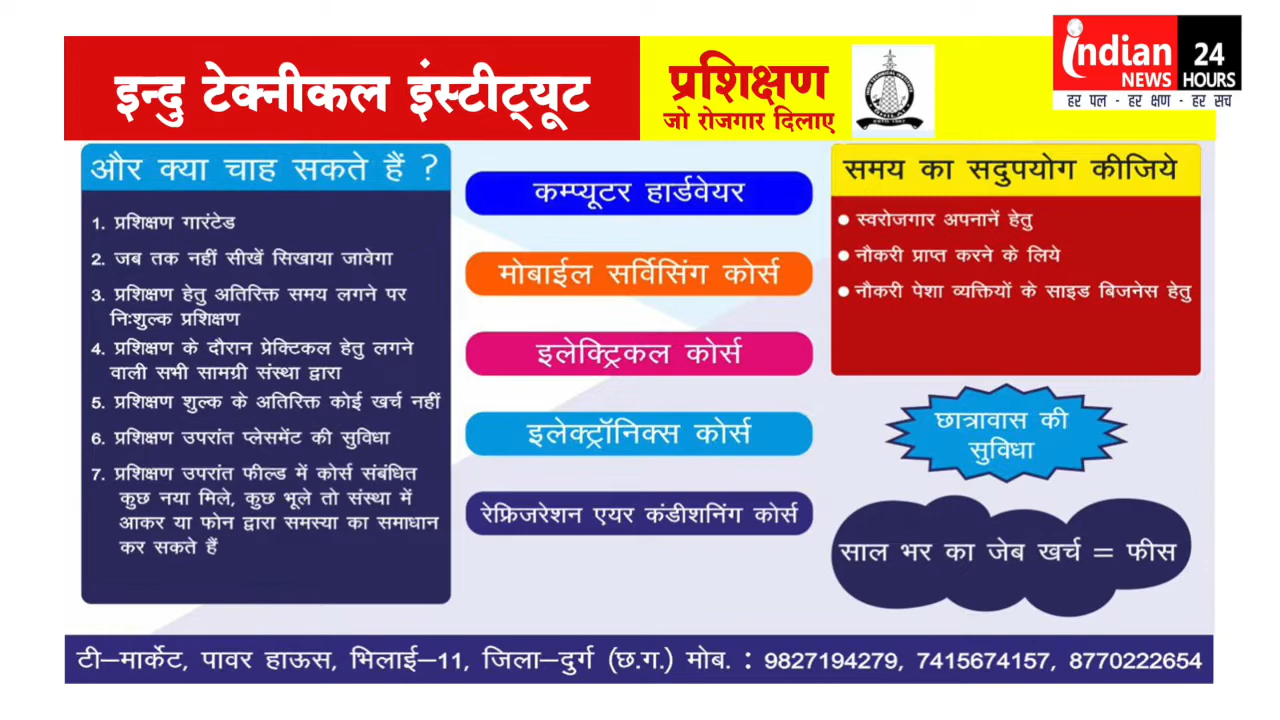 इन्दु टेक्नीकल इंस्टीट्यूट
प्रशिक्षण
जो रोजगार दिलाए
indian
NEWS
24
HOURS
हर पल - हर क्षण - हर सच
और क्या चाह सकते हैं ?
1. प्रशिक्षण गारंटेड
2. जब तक नहीं सीखें सिखाया जावेगा
3. प्रशिक्षण हेतु अतिरिक्त समय लगने पर
निःशुल्क प्रशिक्षण
4. प्रशिक्षण के दौरान प्रेक्टिकल हेतु लगने
वाली सभी सामग्री संस्था द्वारा
5. प्रशिक्षण शुल्क के अतिरिक्त कोई खर्च नहीं
6. प्रशिक्षण उपरांत प्लेसमेंट की सुविधा
7. प्रशिक्षण उपरांत फील्ड में कोर्स संबंधित
कुछ नया मिले, कुछ भूले तो संस्था में
आकर या फोन द्वारा समस्या का समाधान
कर सकते हैं
कम्प्यूटर हार्डवेयर
मोबाईल सर्विसिंग कोर्स
इलेक्ट्रिकल कोर्स
इलेक्ट्रॉनिक्स कोर्स
रेफ्रिजरेशन एयर कंडीशनिंग कोर्स
समय का सदुपयोग कीजिये
● स्वरोजगार अपनानें हेतु
● नौकरी प्राप्त करने के लिये
● नौकरी पेशा व्यक्तियों के साइड बिजनेस हेतु
छात्रावास की
सुविधा
साल भर का जेब खर्च = फीस
टी–मार्केट, पावर हाऊस, भिलाई–11, जिला–दुर्ग (छ.ग.) मोब. : 9827194279, 7415674157, 8770222654